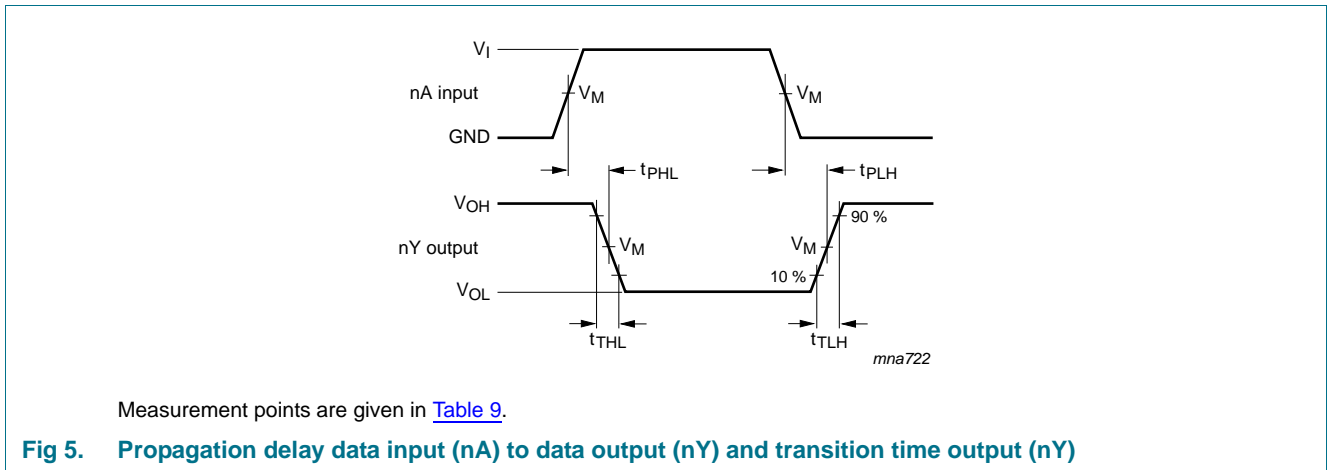 VI
nA input
VM
VM
GND
tPHL
tPLH
VOH
90 %
nY output
VM
VM
10 %
VOL
tTHL
tTLH
mna722
Measurement points are given in Table 9.
Fig 5. Propagation delay data input (nA) to data output (nY) and transition time output (nY)